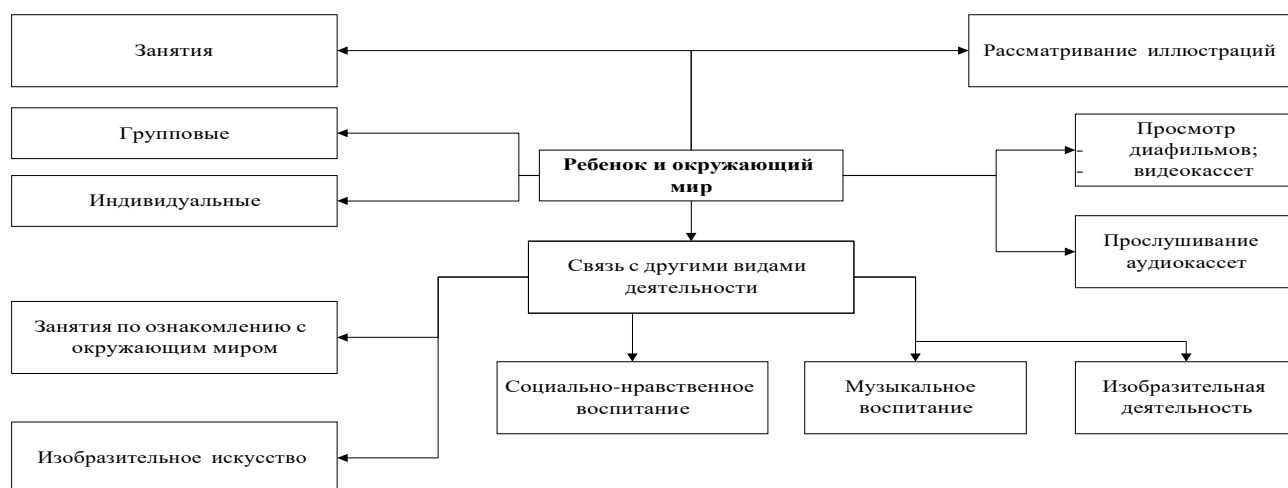 Занятия
Рассматривание иллюстраций
Групповые
Просмотр
- диафильмов;
- видеокассет
Ребенок и окружающий
мир
Индивидуальные
Прослушивание
аудиокассет
Связь с другими видами
деятельности
Занятия по ознакомлению с
окружающим миром
Социально-нравственное
воспитание
Музыкальное
воспитание
Изобразительная
деятельность
Изобразительное искусство